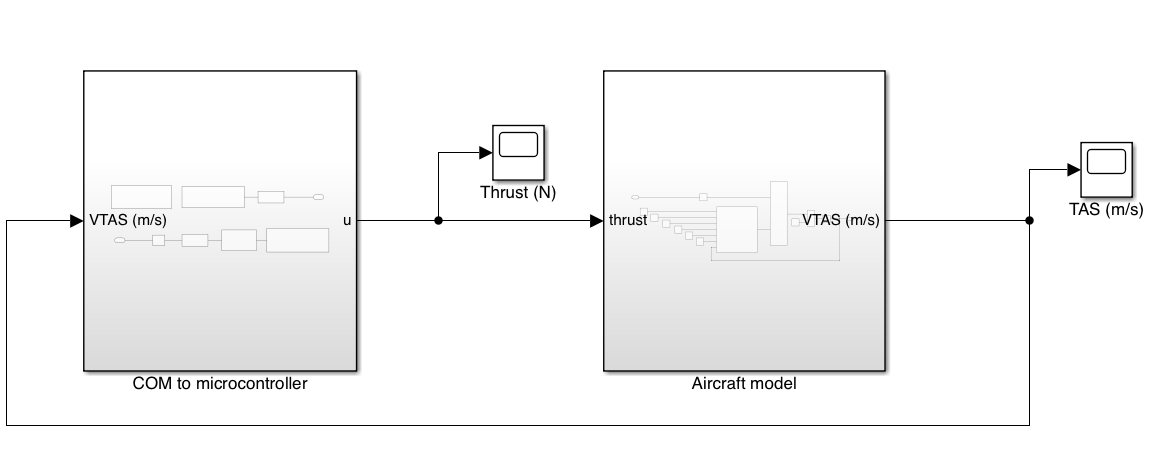 Thrust (N)
TAS (m/s)
VTAS (m/s)
u
thrust
VTAS (m/s)
COM to microcontroller
Aircraft model